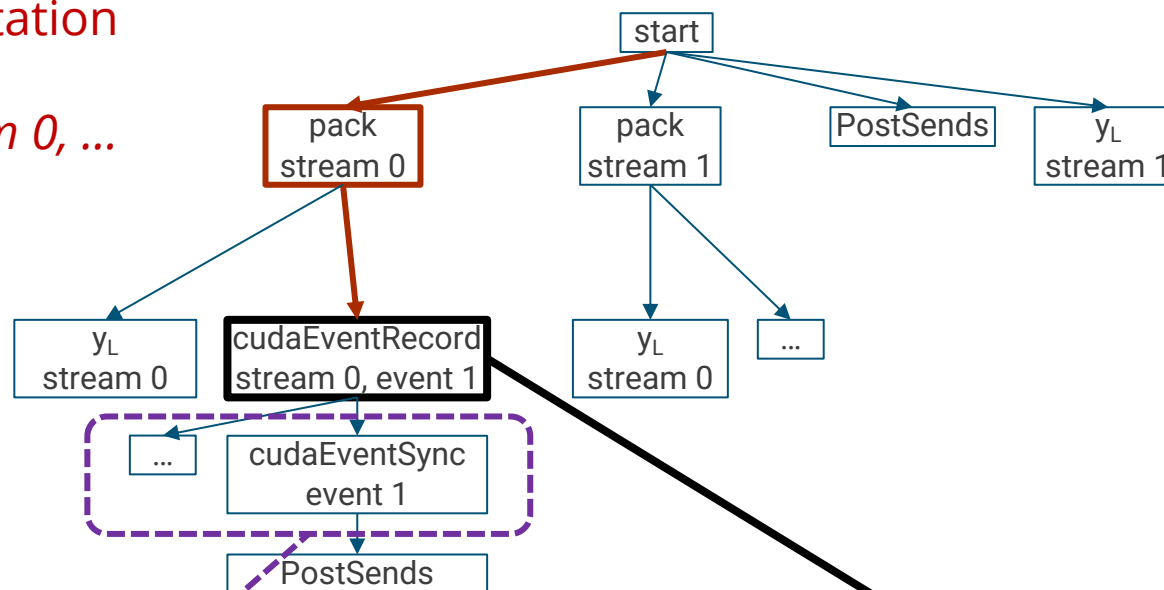 tation
m 0, ...
start
pack
stream 0
pack
stream 1
PostSends
yL
stream 1
yL
stream 0
cudaEventRecord
stream 0, event 1
yL
stream 0
...
...
cudaEventSync
event 1
PostSends